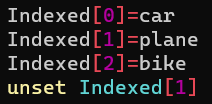 Indexed[0]=car
Indexed[1]=plane
Indexed[2]=bike
unset Indexed[1]